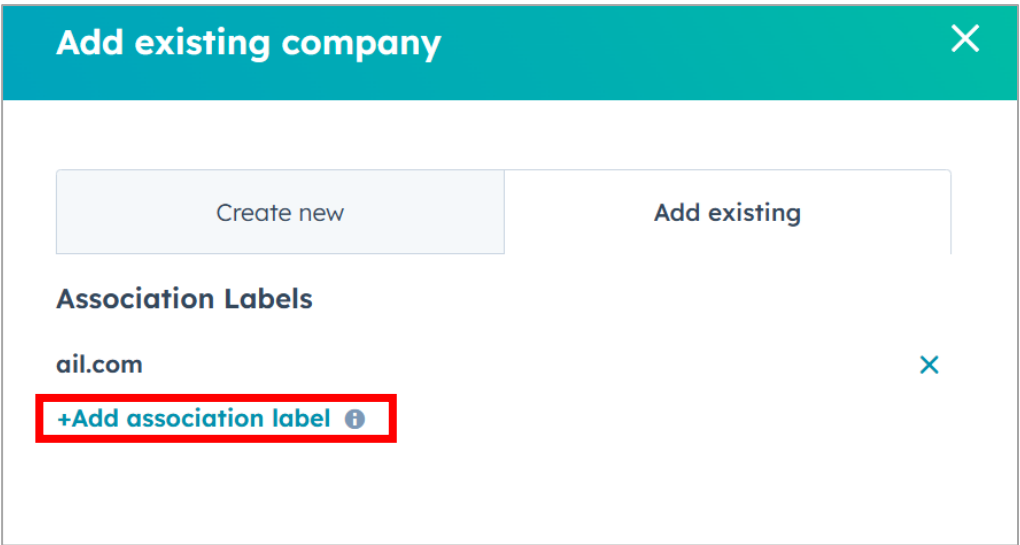 Add existing company
Create new
Add existing
Association Labels
ail.com
+Add association label